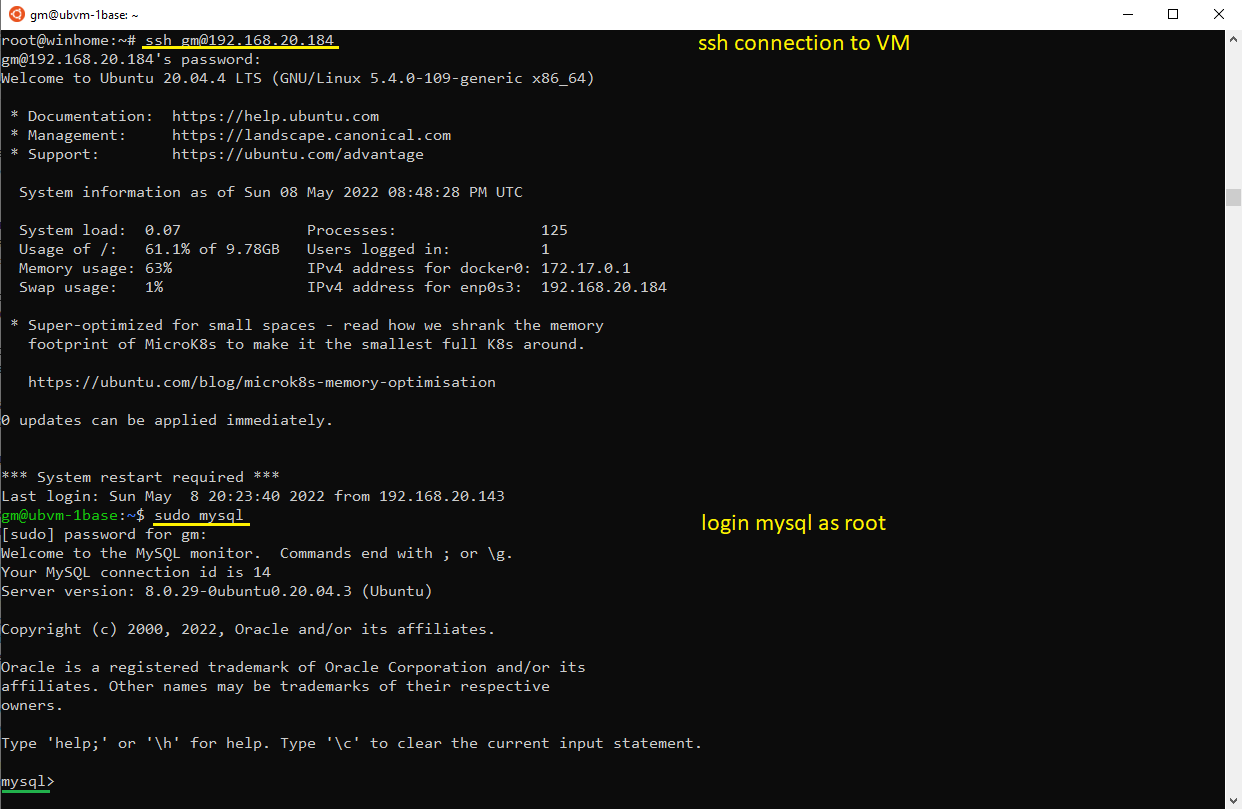 gm@ubvm-1base: ~
root@winhome:~# ssh gm@192.168.20.184
ssh connection to VM
gm@192.168.20.184's password:
Welcome to Ubuntu 20.04.4 LTS (GNU/Linux 5.4.0-109-generic x86_64)
* Documentation:  https://help.ubuntu.com
* Management:     https://landscape.canonical.com
* Support:        https://ubuntu.com/advantage
System information as of Sun 08 May 2022 08:48:28 PM UTC
System load:  0.07              Processes:                125
Usage of /:   61.1% of 9.78GB   Users logged in:          1
Memory usage: 63%               IPv4 address for docker0: 172.17.0.1
Swap usage:   1%                IPv4 address for enp0s3:  192.168.20.184
* Super-optimized for small spaces - read how we shrank the memory
footprint of MicroK8s to make it the smallest full K8s around.
https://ubuntu.com/blog/microk8s-memory-optimisation
0 updates can be applied immediately.
*** System restart required ***
Last login: Sun May  8 20:23:40 2022 from 192.168.20.143
gm@ubvm-1base:~$ sudo mysql
login mysql as root
[sudo] password for gm:
Welcome to the MySQL monitor.  Commands end with ; or \g.
Your MySQL connection id is 14
Server version: 8.0.29-0ubuntu0.20.04.3 (Ubuntu)
Copyright (c) 2000, 2022, Oracle and/or its affiliates.
Oracle is a registered trademark of Oracle Corporation and/or its
affiliates. Other names may be trademarks of their respective
owners.
Type 'help;' or '\h' for help. Type '\c' to clear the current input statement.
mysql>